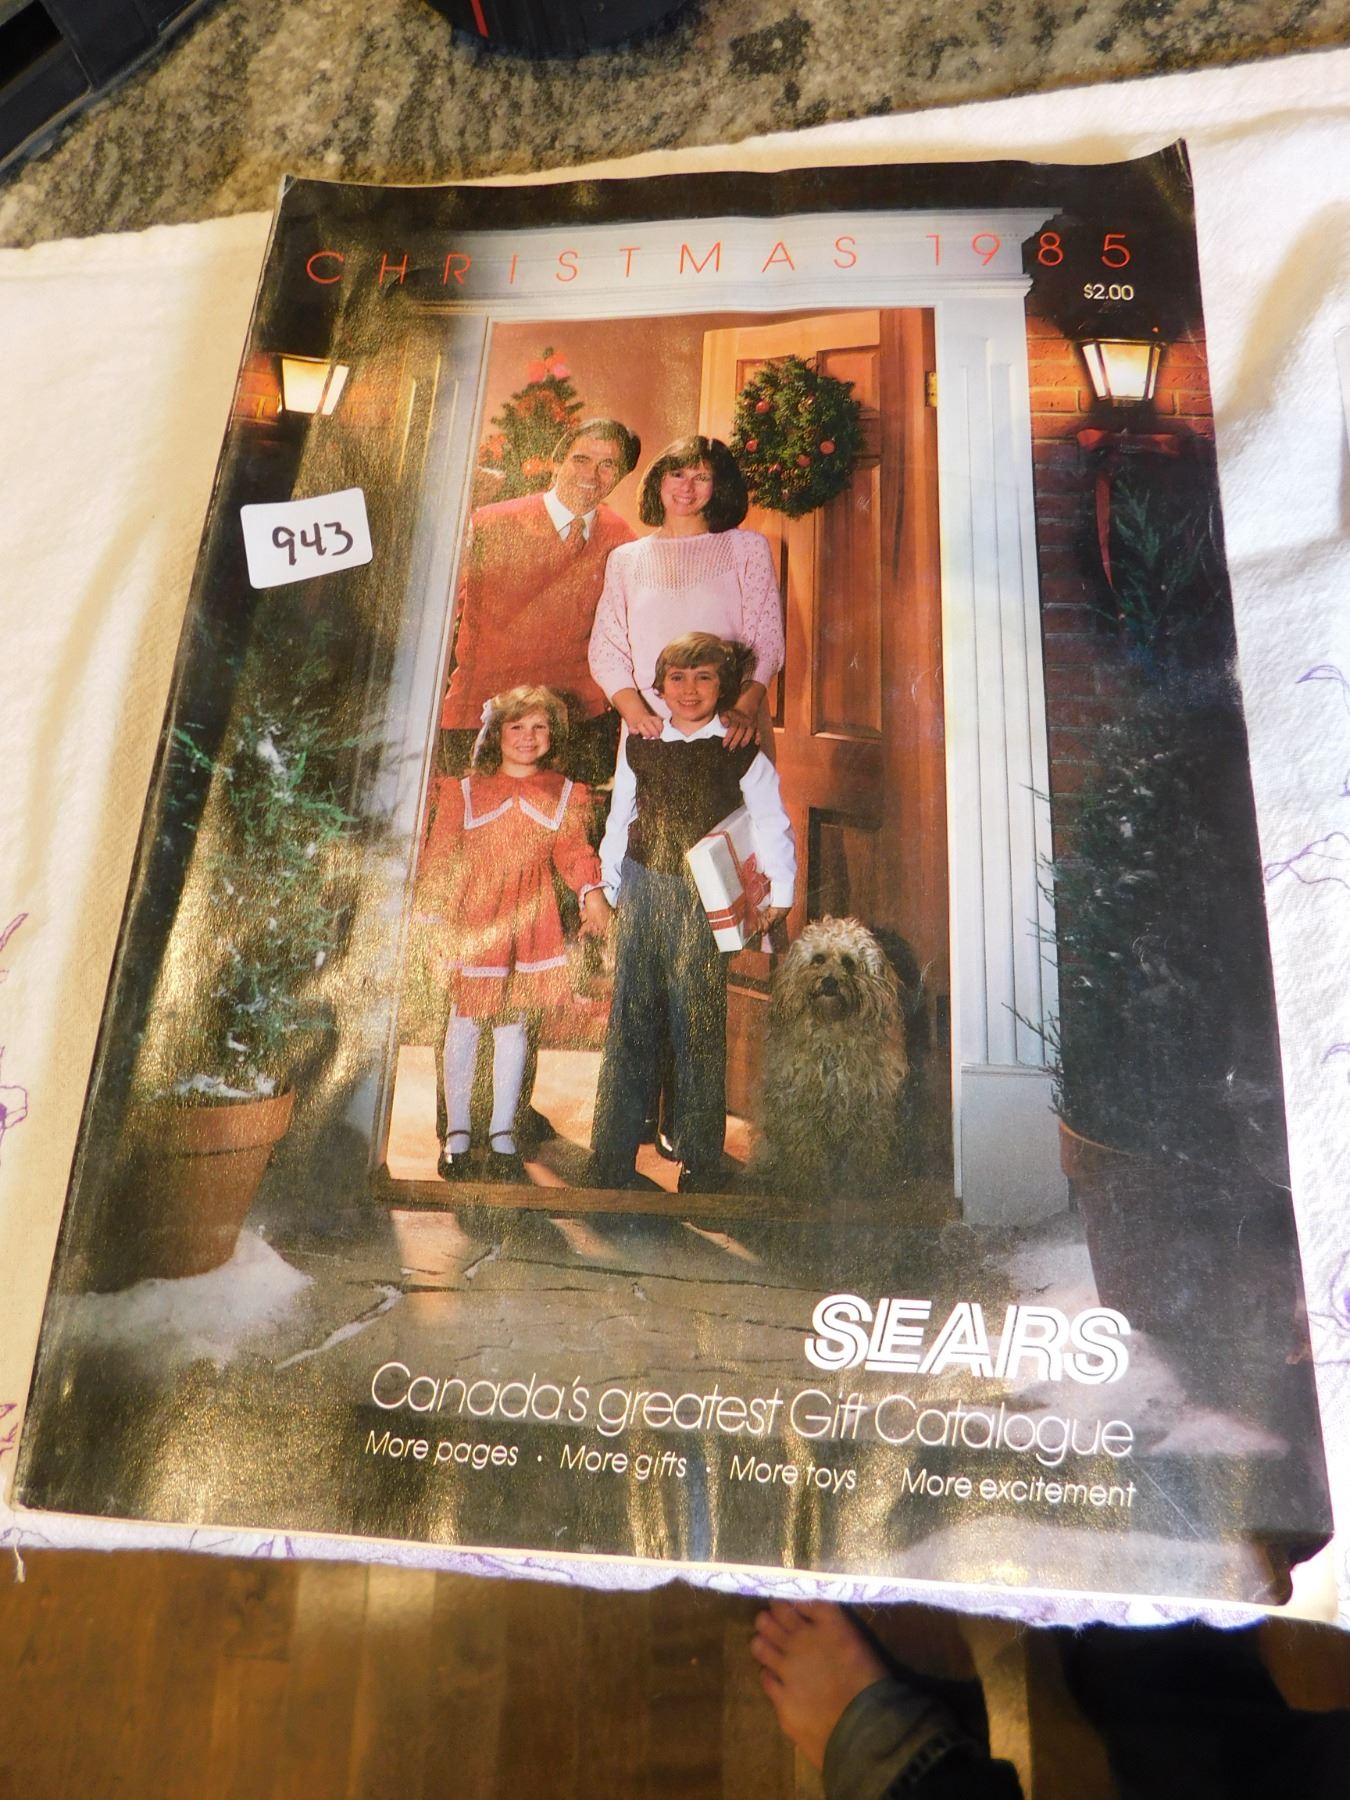 CHRISTMAS 1985
$2.00
943
SEARS
Canada's greatest Gift Catalogue
More pages · More gifts · More toys · More excitement